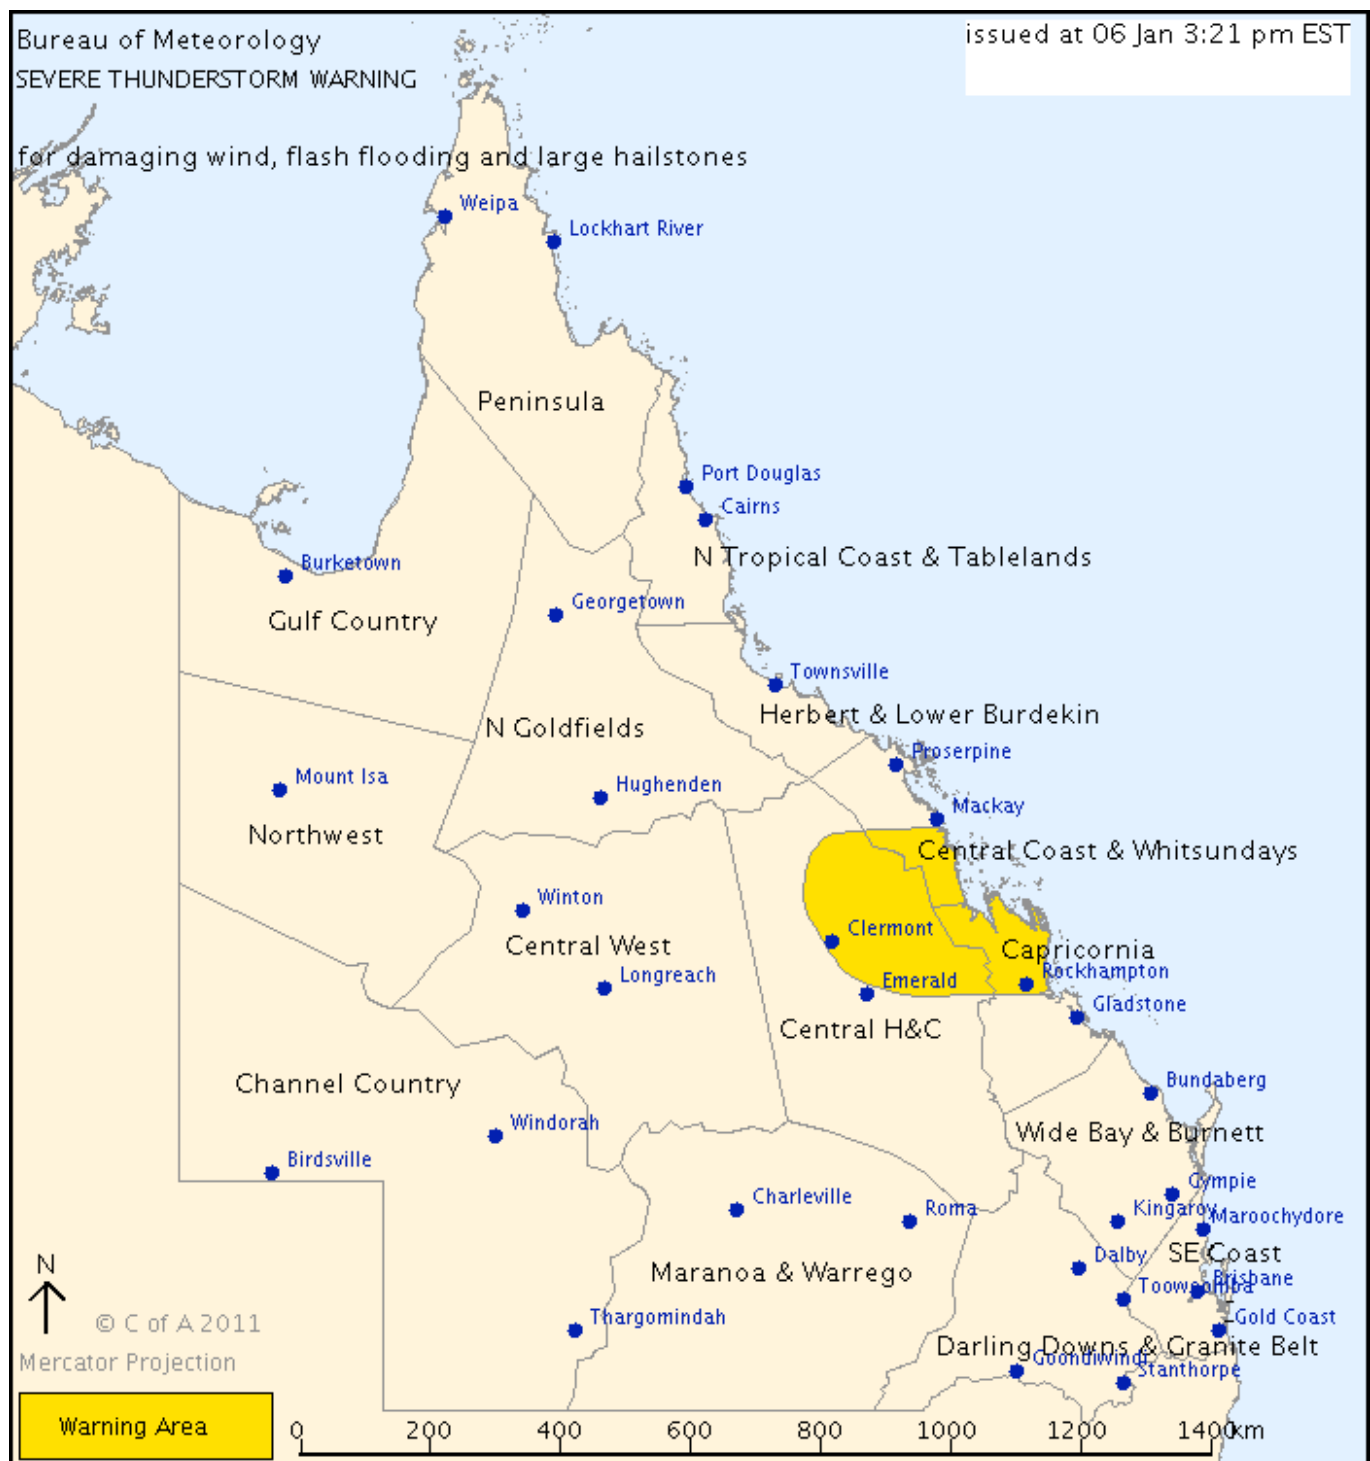 Bureau of Meteorology
issued at 06 Jan 3:21 pm EST
SEVERE THUNDERSTORM WARNING
for damaging wind, flash flooding and large hailstones
Weipa
Lockhart River
Peninsula
Port Douglas
Cairns
N Tropical Coast & Tablelands
Burketown
Georgetown
Gulf Country
Townsville
Herbert & Lower Burdekin
N Goldfields
Proserpine
Mount Isa
Hughenden
Mackay
Northwest
Central Coast & Whitsundays
Winton
Clermont
Central West
Capricornia
Longreach
Emerald
Rockhampton
Gladstone
Central H&C
Channel Country
Bundaberg
Windorah
Wide Bay & Burnett
Birdsville
Gympie
Charleville
Roma
Kingaroy
Maroochydore
SE Coast
Dalby
Maranoa & Warrego
Brisbane
Toowoomba
N
Thargomindah
Gold Coast
© C of A 2011
Darling Downs & Granite Belt
Mercator Projection
Goondiwindi
Stanthorpe
Warning Area
0 200 400 600 800 1000 1200 1400km